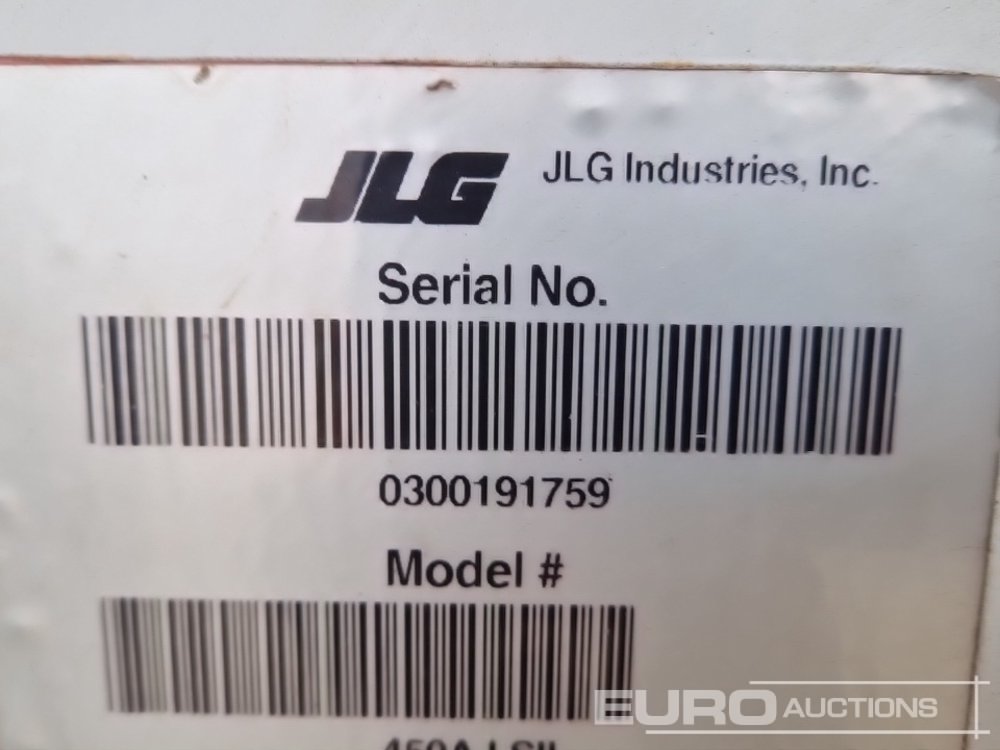 JLG JLG Industries, Inc.
Serial No.
0300191759
Model #
EURO AUCTIONS